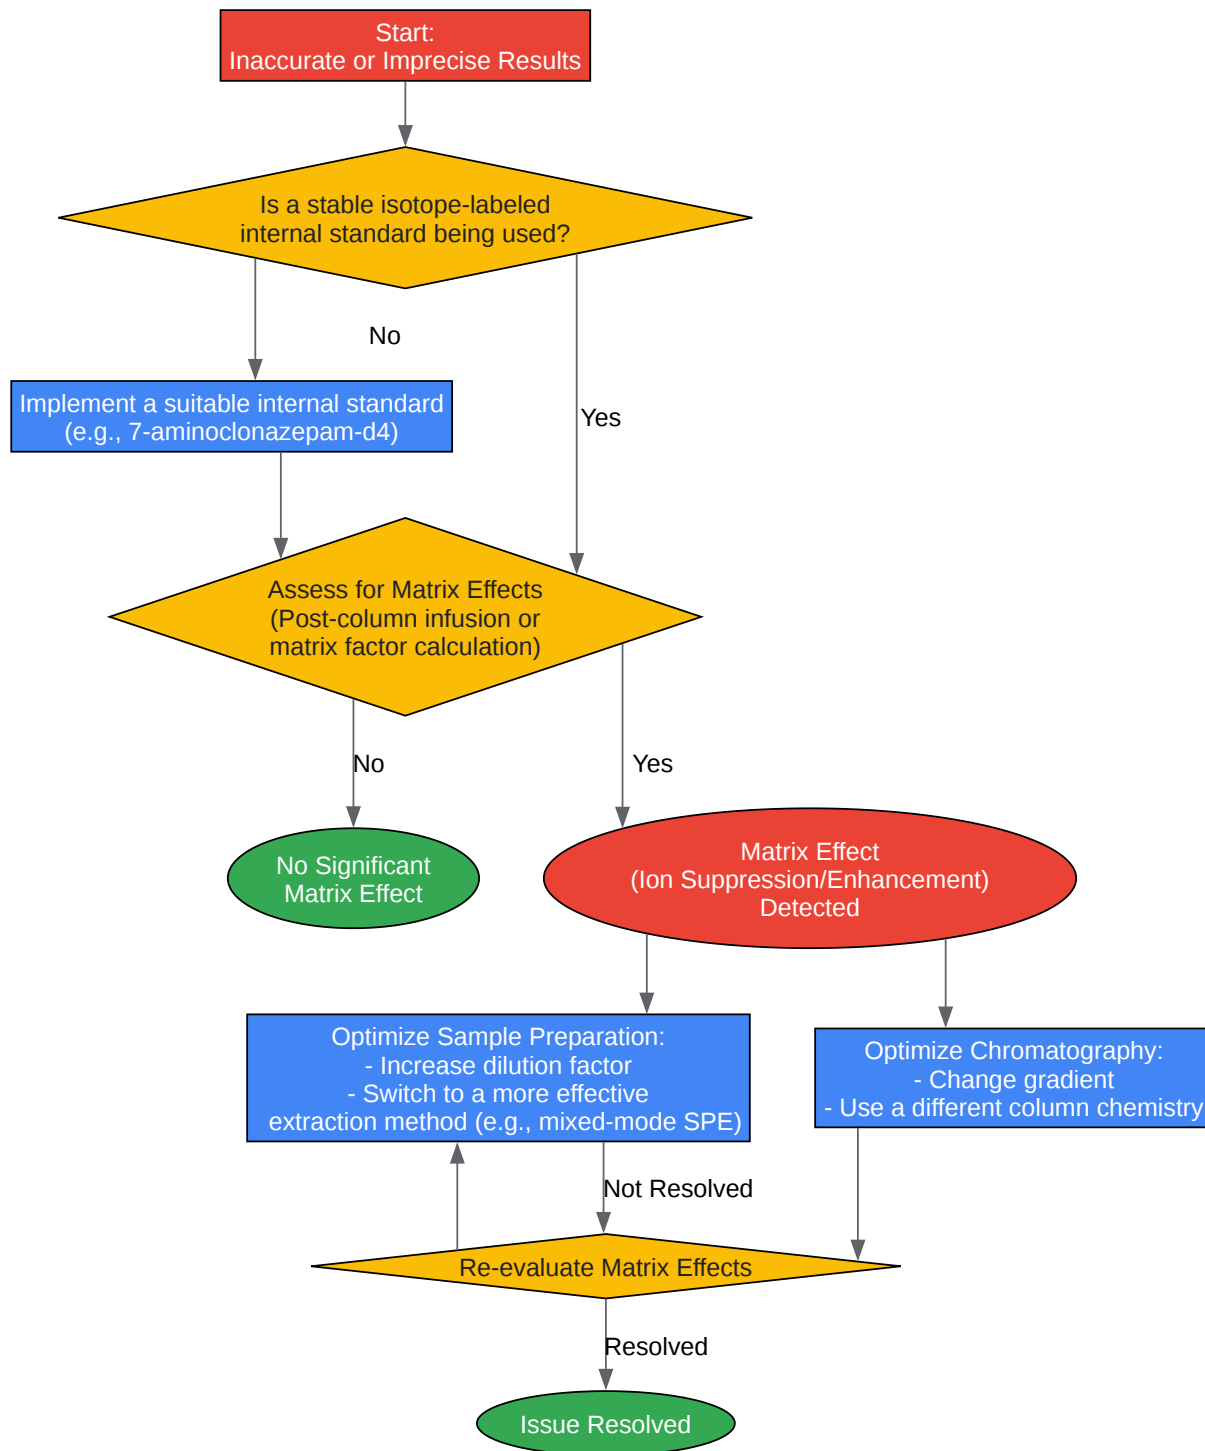 Start:
Inaccurate or Imprecise Results
Is a stable isotope-labeled
internal standard being used?
No
Implement a suitable internal standard
(e.g., 7-aminoclonazepam-d4)
Yes
Assess for Matrix Effects
(Post-column infusion or
matrix factor calculation)
No
Yes
No Significant
Matrix Effect
Matrix Effect
(Ion Suppression/Enhancement)
Detected
Optimize Sample Preparation:
- Increase dilution factor
- Switch to a more effective
extraction method (e.g., mixed-mode SPE)
Optimize Chromatography:
- Change gradient
- Use a different column chemistry
Not Resolved
Re-evaluate Matrix Effects
Resolved
Issue Resolved